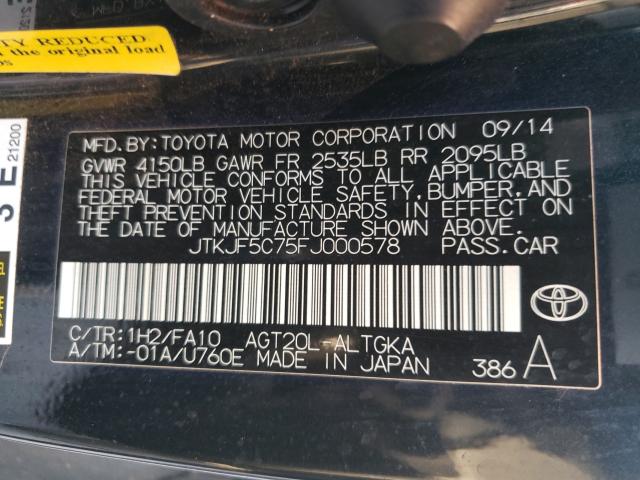 TY REDUCED
the original load
bs
3 E
21200
MFD.BY:TOYOTA MOTOR CORPORATION 09/14
GVWR 4150LB GAWR FR 2535LB RR 2095LB
THIS VEHICLE CONFORMS TO ALL APPLICABLE
FEDERAL MOTOR VEHICLE SAFETY,BUMPER,AND
THEFT PREVENTION STANDARDS IN EFFECT ON
THE DATE OF MANUFACTURE SHOWN ABOVE.
JTKJF5C75FJ000578 PASS.CAR
C/TR:1H2/FA10 AGT20L-ALTGKA
A/TM:-01A/U760E MADE IN JAPAN 386 A